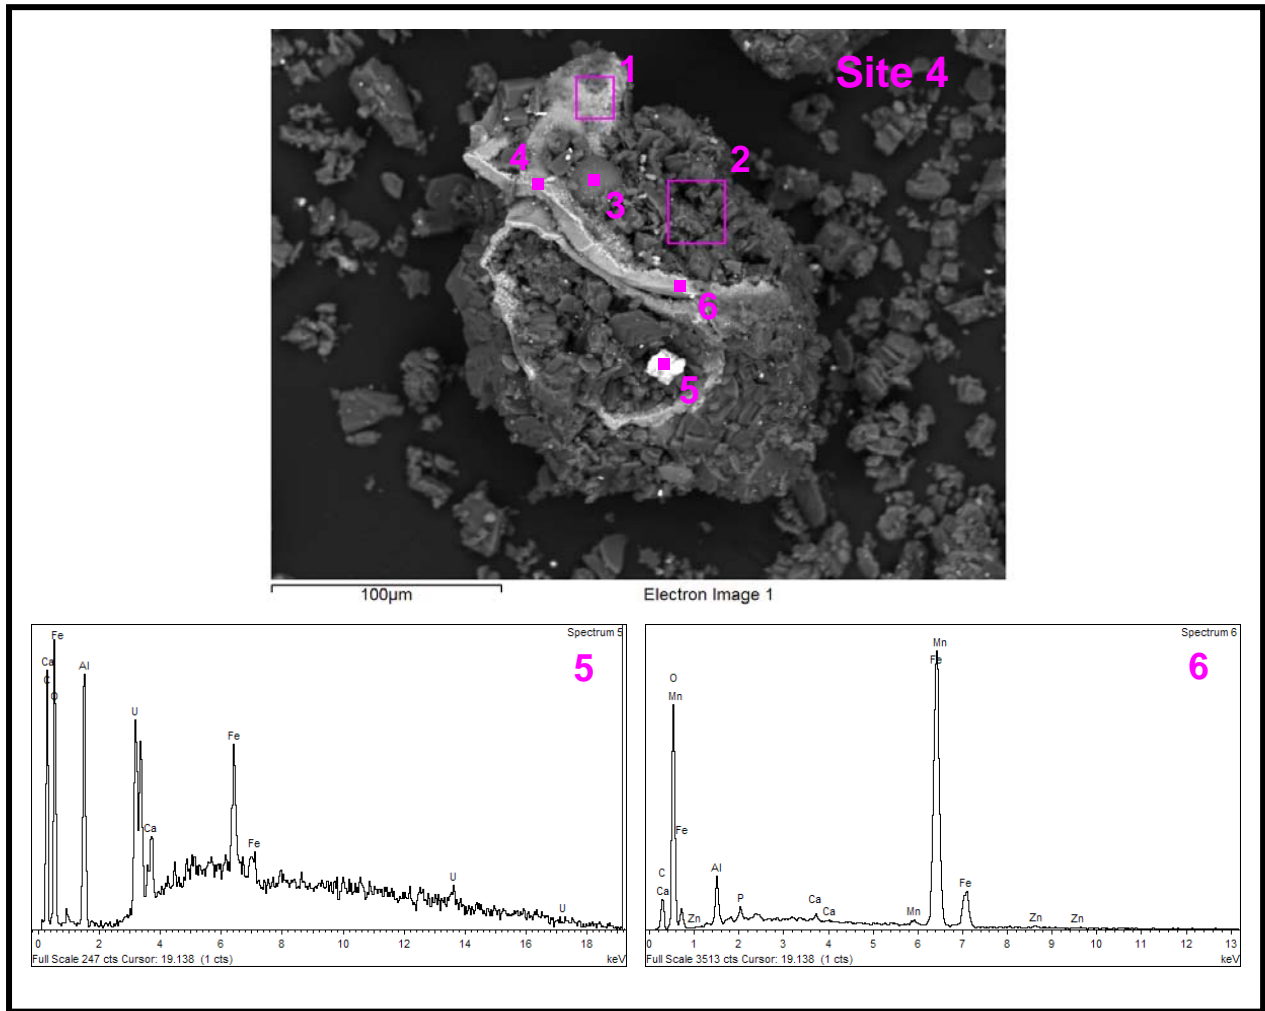 Site 4
1
2
4
3
6
5
100µm
Electron Image 1
Spectrum 5
5
Fe
Ca
C
O
Al
U
Ca
Fe
Fe
U
U
0 2 4 6 8 10 12 14 16 18
Full Scale 247 cts Cursor: 19.138 (1 cts)
keV
Spectrum 6
6
Mn
Fe
O
Mn
Fe
C
Ca
Zn
Al
P
Ca
Ca
Mn
Fe
Zn
Zn
0 1 2 3 4 5 6 7 8 9 10 11 12 13
Full Scale 3513 cts Cursor: 19.138 (1 cts)
keV